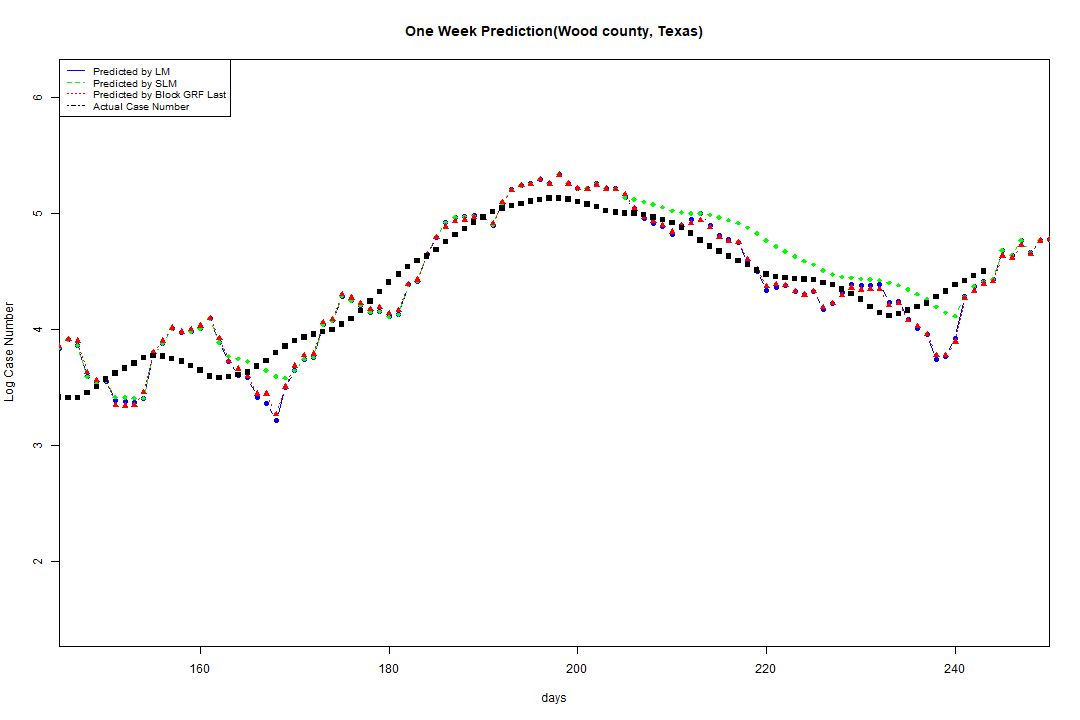 One Week Prediction(Wood county, Texas)
Predicted by LM
Predicted by SLM
Predicted by Block GRF Last
Actual Case Number
6
5
4
3
2
Log Case Number
160
180
200
220
240
days